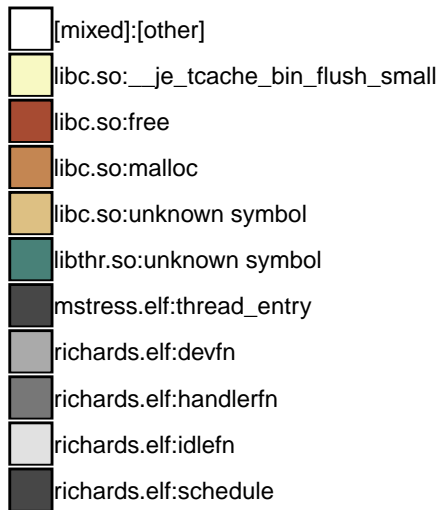 [mixed]:[other]
libc.so:__je_tcache_bin_flush_small
libc.so:free
libc.so:malloc
libc.so:unknown symbol
libthr.so:unknown symbol
mstress.elf:thread_entry
richards.elf:devfn
richards.elf:handlerfn
richards.elf:idlefn
richards.elf:schedule